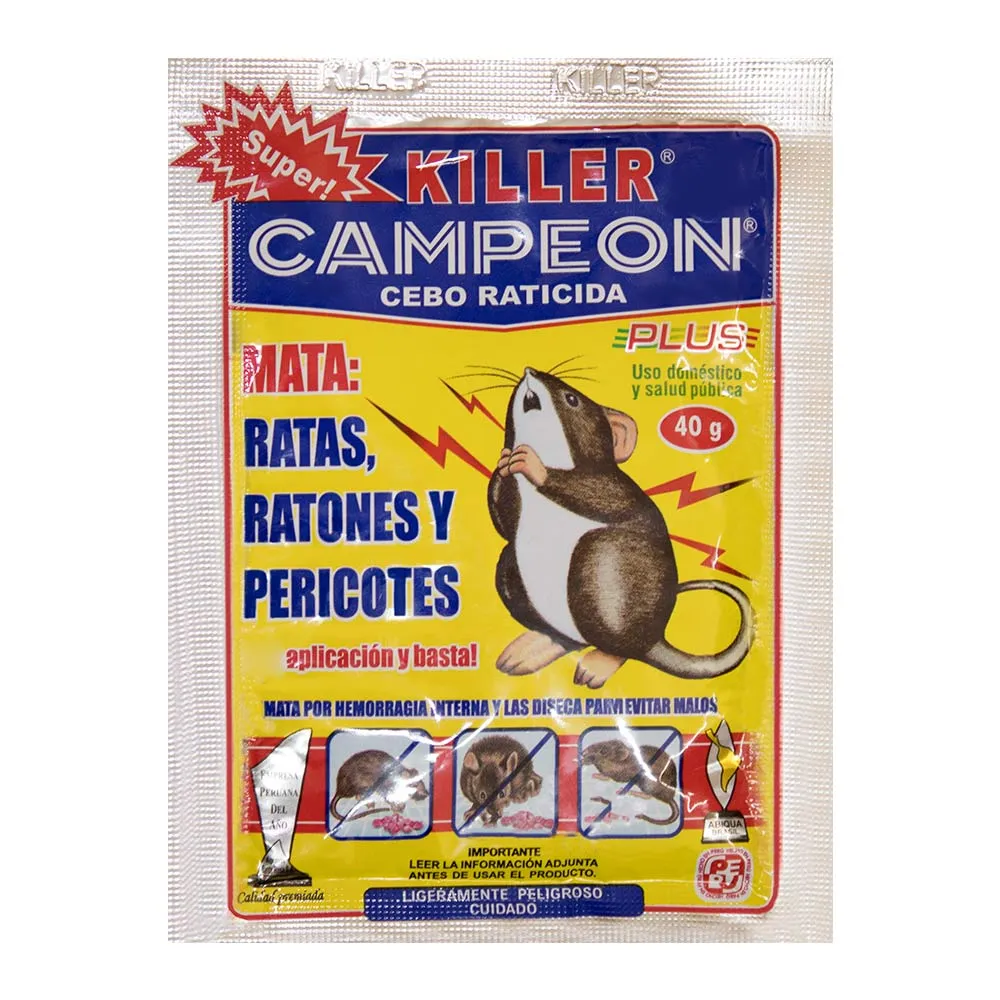 KILLER KILLER
Super!
KILLER®
CAMPEON®
CEBO RATICIDA
PLUS
Uso doméstico
y salud pública
40 g
MATA:
RATAS,
RATONES Y
PERICOTES
aplicación y basta!
MATA POR HEMORRAGIA INTERNA Y LAS DISECA EVITAR MALOS
EMPRESA
PERUANA
DEL
AÑO
Calidad premiada
ABIQUA
BRASIL
IMPORTANTE
LEER LA INFORMACIÓN ADJUNTA
ANTES DE USAR EL PRODUCTO.
PERU
LIGERAMENTE PELIGROSO
CUIDADO